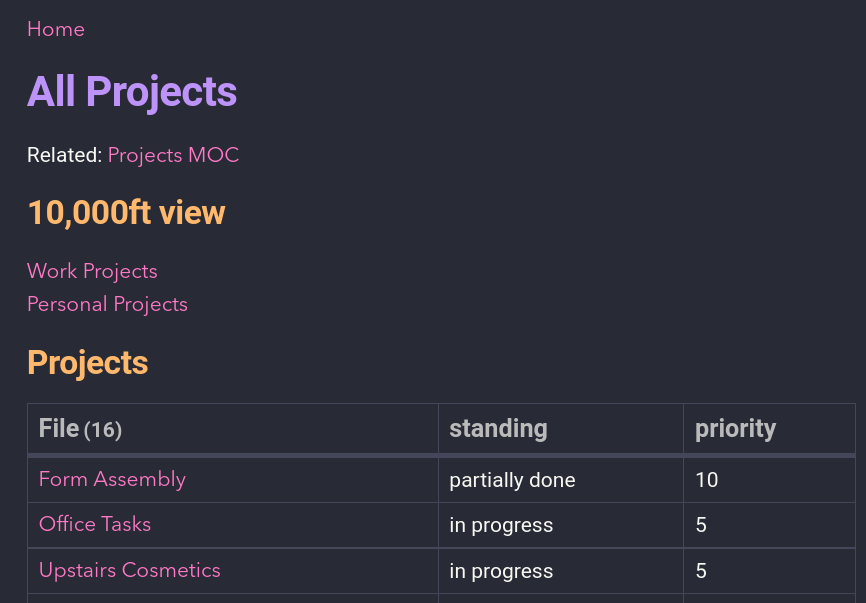 Home
All Projects
Related: Projects MOC
10,000ft view
Work Projects
Personal Projects
Projects
File (16) standing priority
Form Assembly partially done 10
Office Tasks in progress 5
Upstairs Cosmetics in progress 5